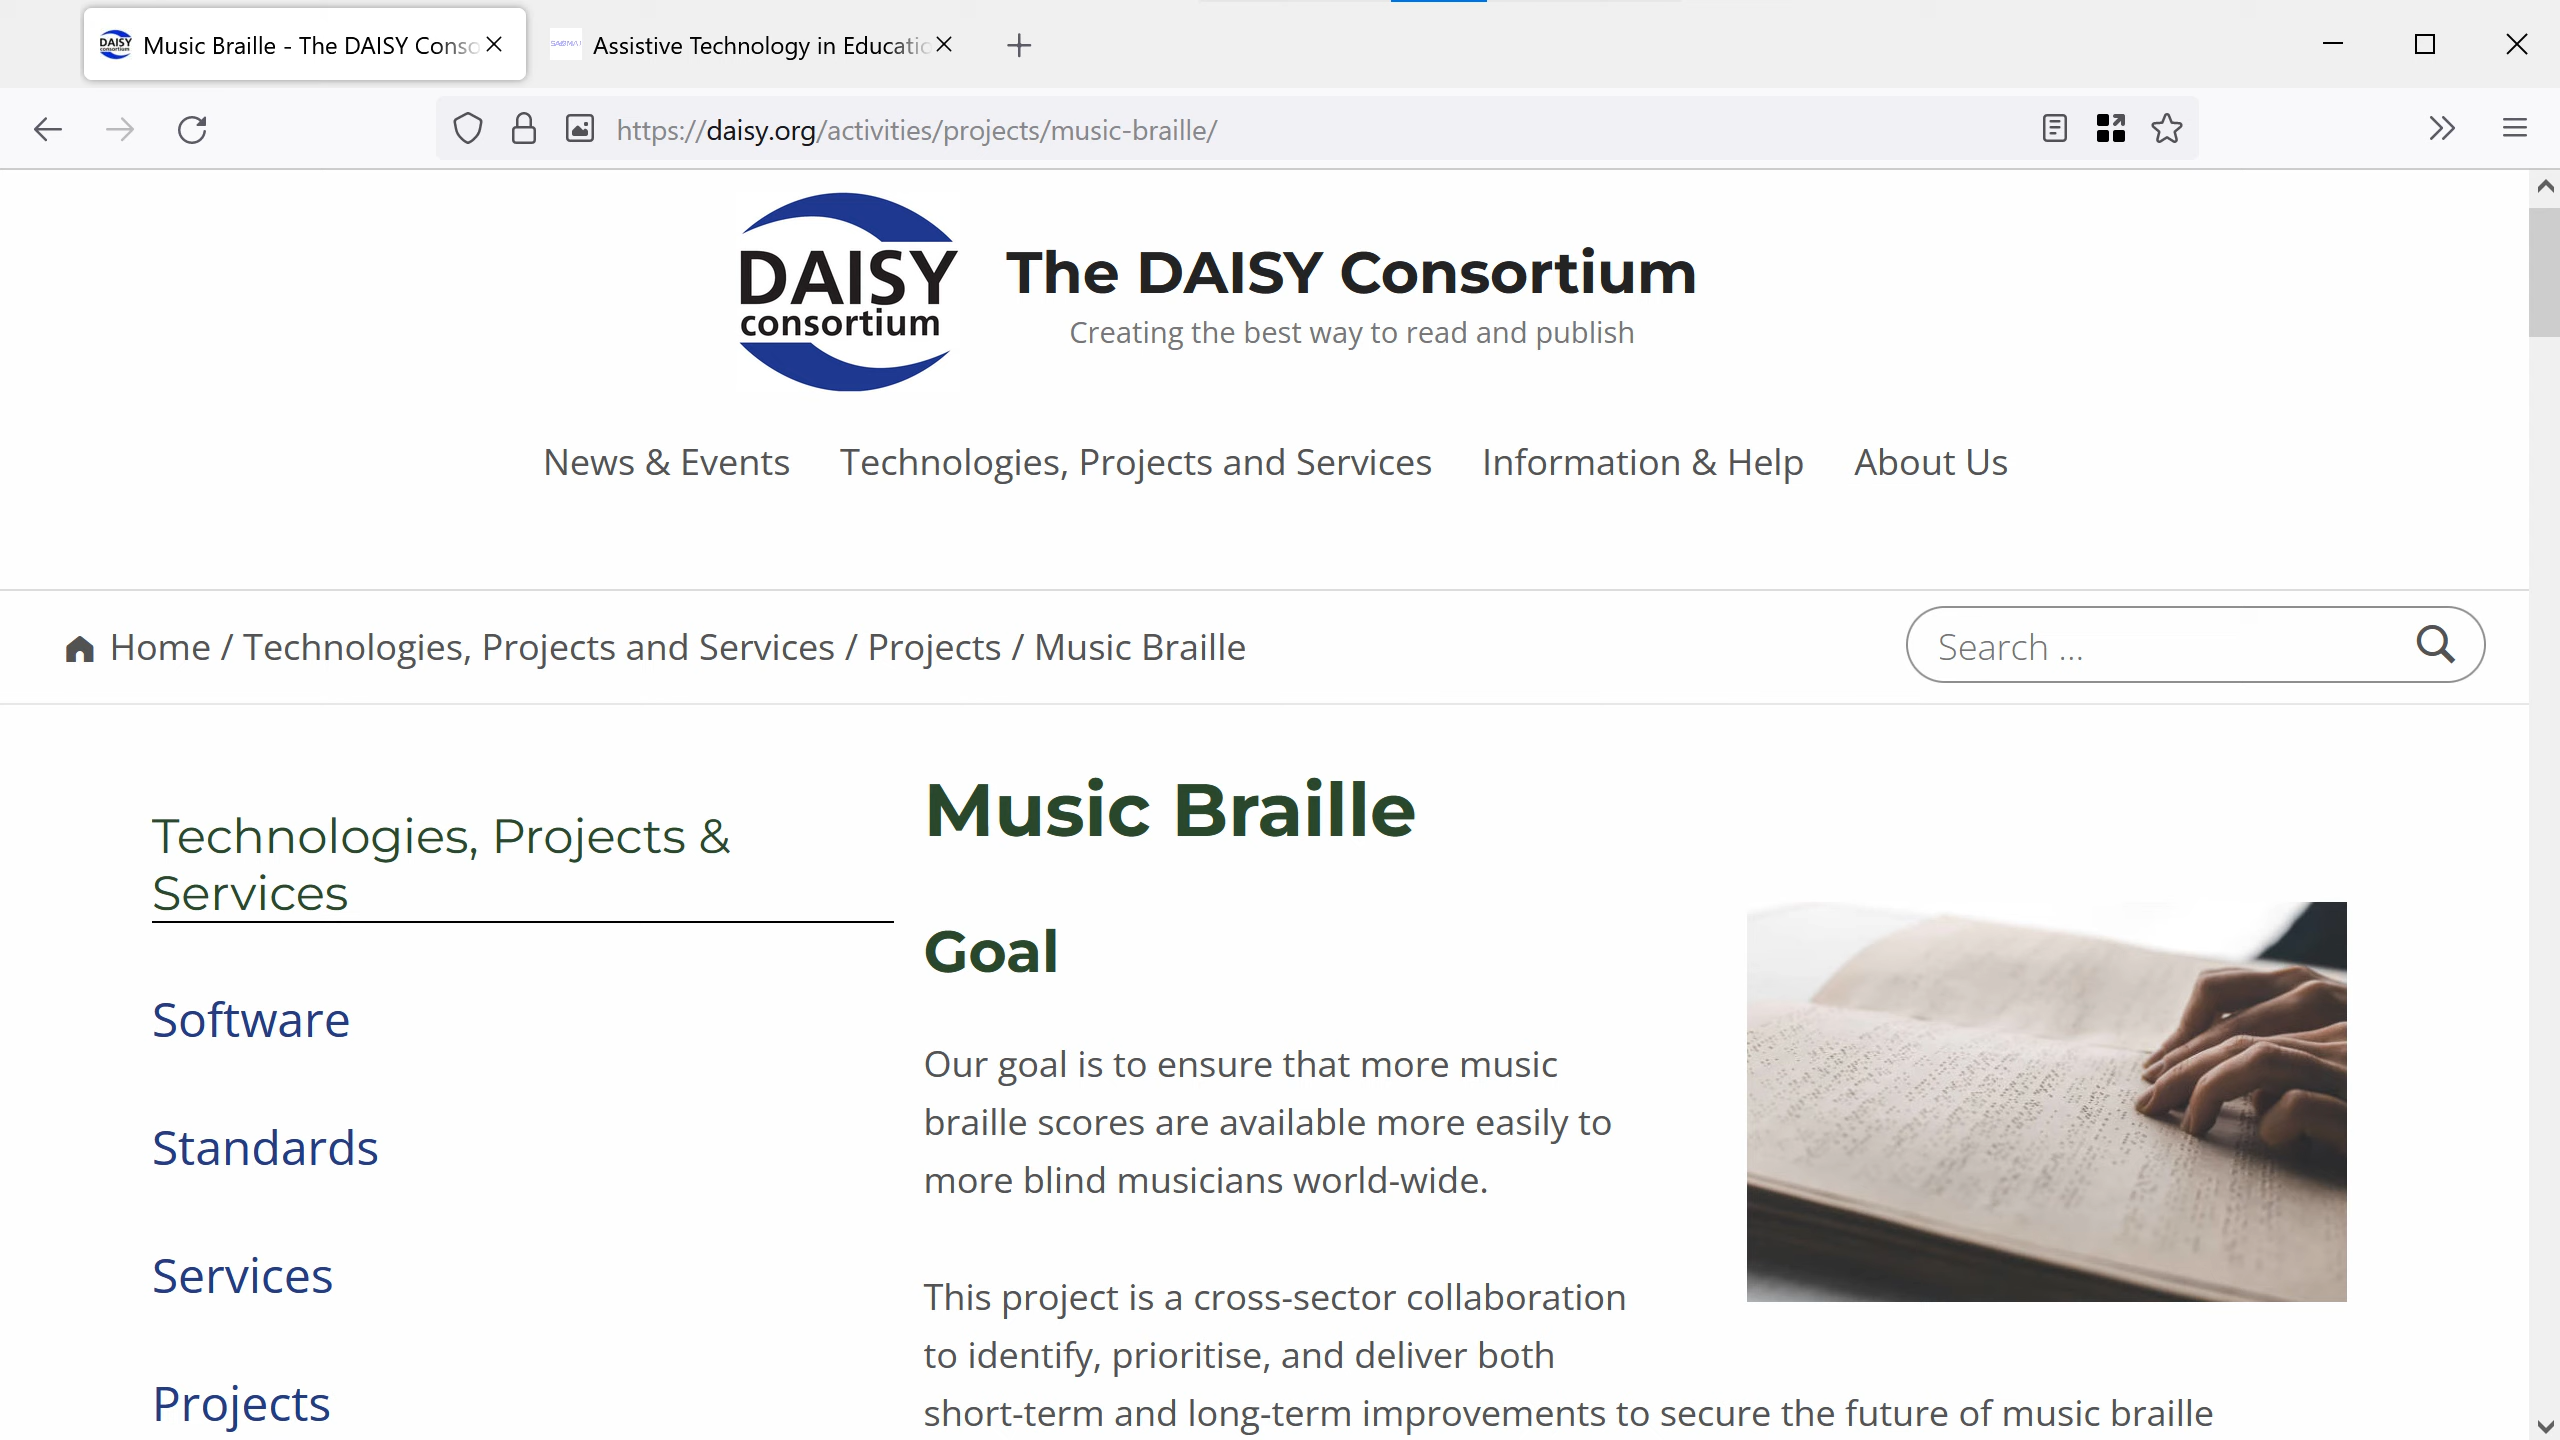 Music Braille - The DAISY Conso
Assistive Technology in Educatio
https://daisy.org/activities/projects/music-braille/
DAISY
consortium
The DAISY Consortium
Creating the best way to read and publish
News & Events
Technologies, Projects and Services
Information & Help
About Us
Home / Technologies, Projects and Services / Projects / Music Braille
Search ...
Technologies, Projects &
Services
Software
Standards
Services
Projects
Music Braille
Goal
Our goal is to ensure that more music
braille scores are available more easily to
more blind musicians world-wide.
This project is a cross-sector collaboration
to identify, prioritise, and deliver both
short-term and long-term improvements to secure the future of music braille